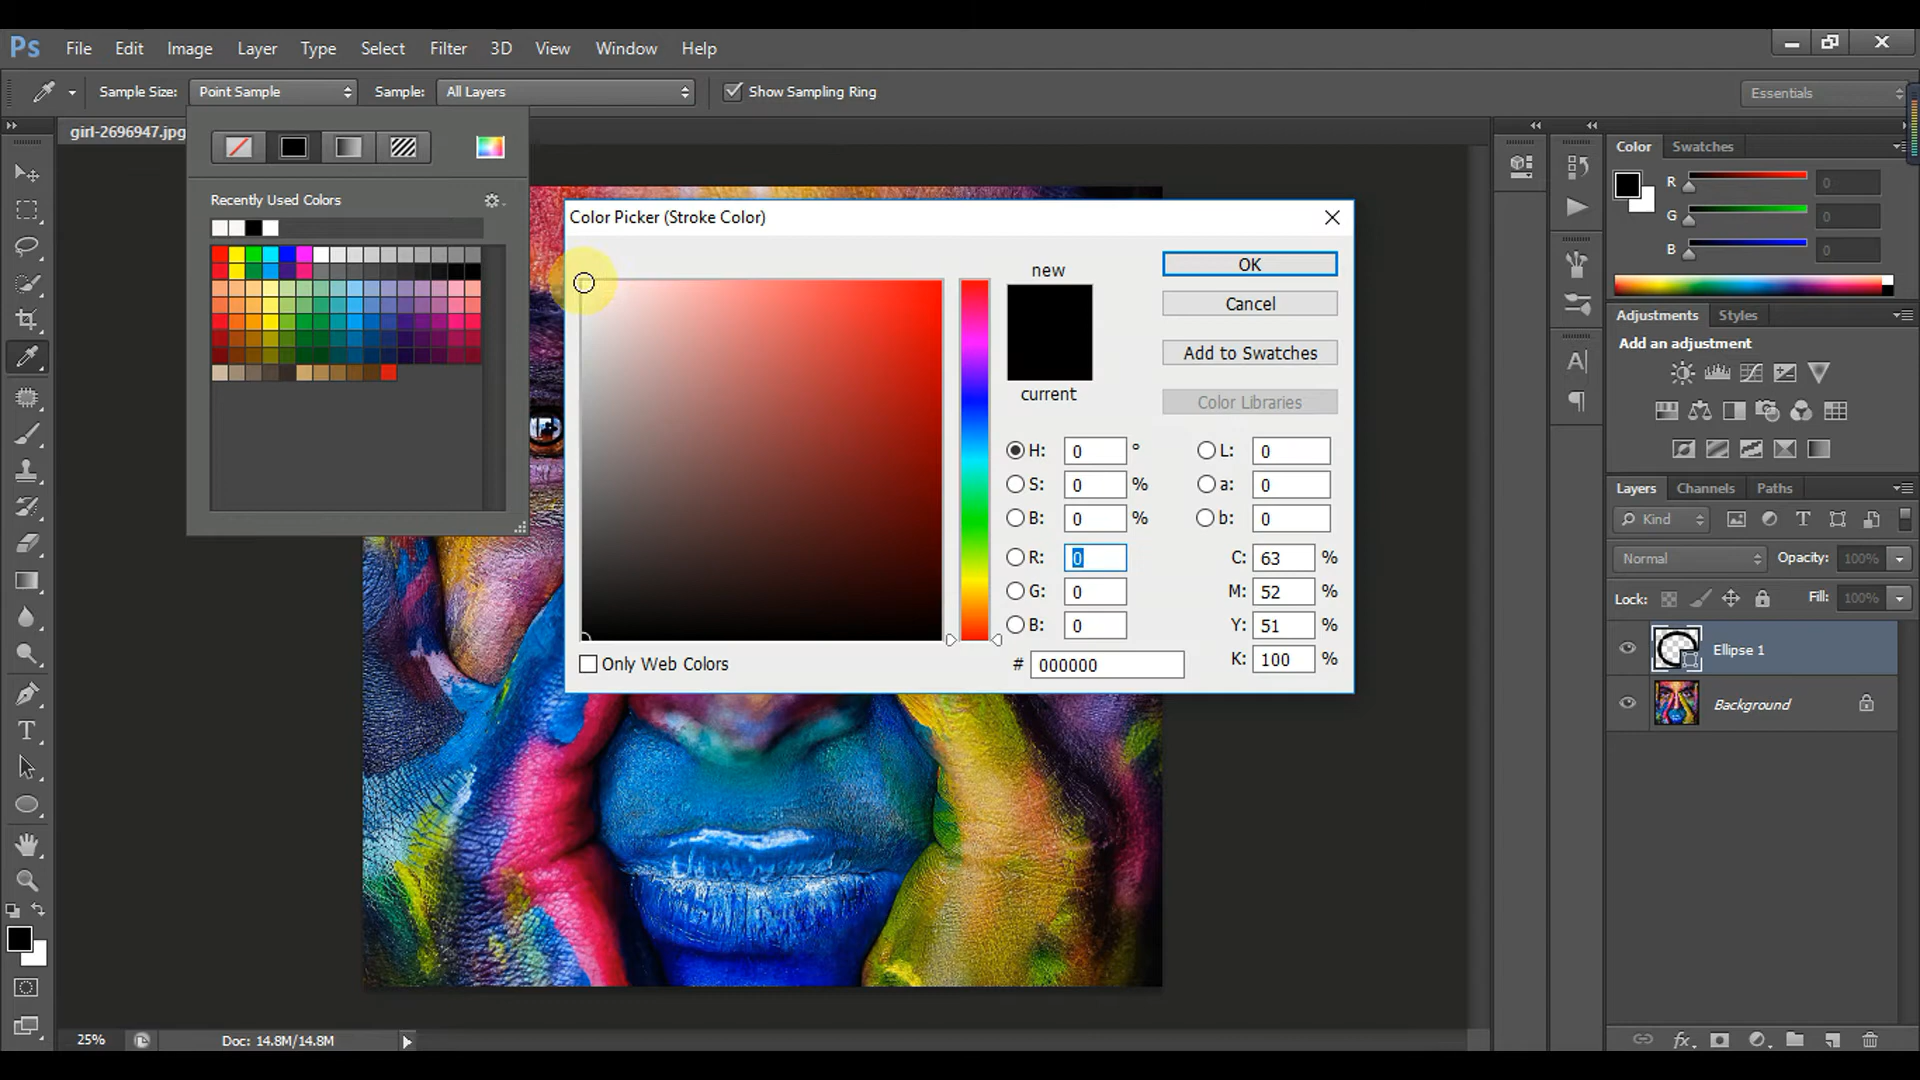 Ps File Edit Image Layer Type Select Filter 3D View Window Help
Sample Size: Point Sample Sample: All Layers Show Sampling Ring Essentials
girl-2696947.jpg
Recently Used Colors
Color Picker (Stroke Color)
new
current
OK
Cancel
Add to Swatches
Color Libraries
H: 0 °
S: 0 %
B: 0 %
R: 0
G: 0
B: 0
# 000000
L: 0
a: 0
b: 0
C: 63 %
M: 52 %
Y: 51 %
K: 100 %
Only Web Colors
Color Swatches
R 0
G 0
B 0
Adjustments Styles
Add an adjustment
Layers Channels Paths
Kind
Normal Opacity: 100%
Lock: Fill: 100%
Ellipse 1
Background
fx
25% Doc: 14.8M/14.8M